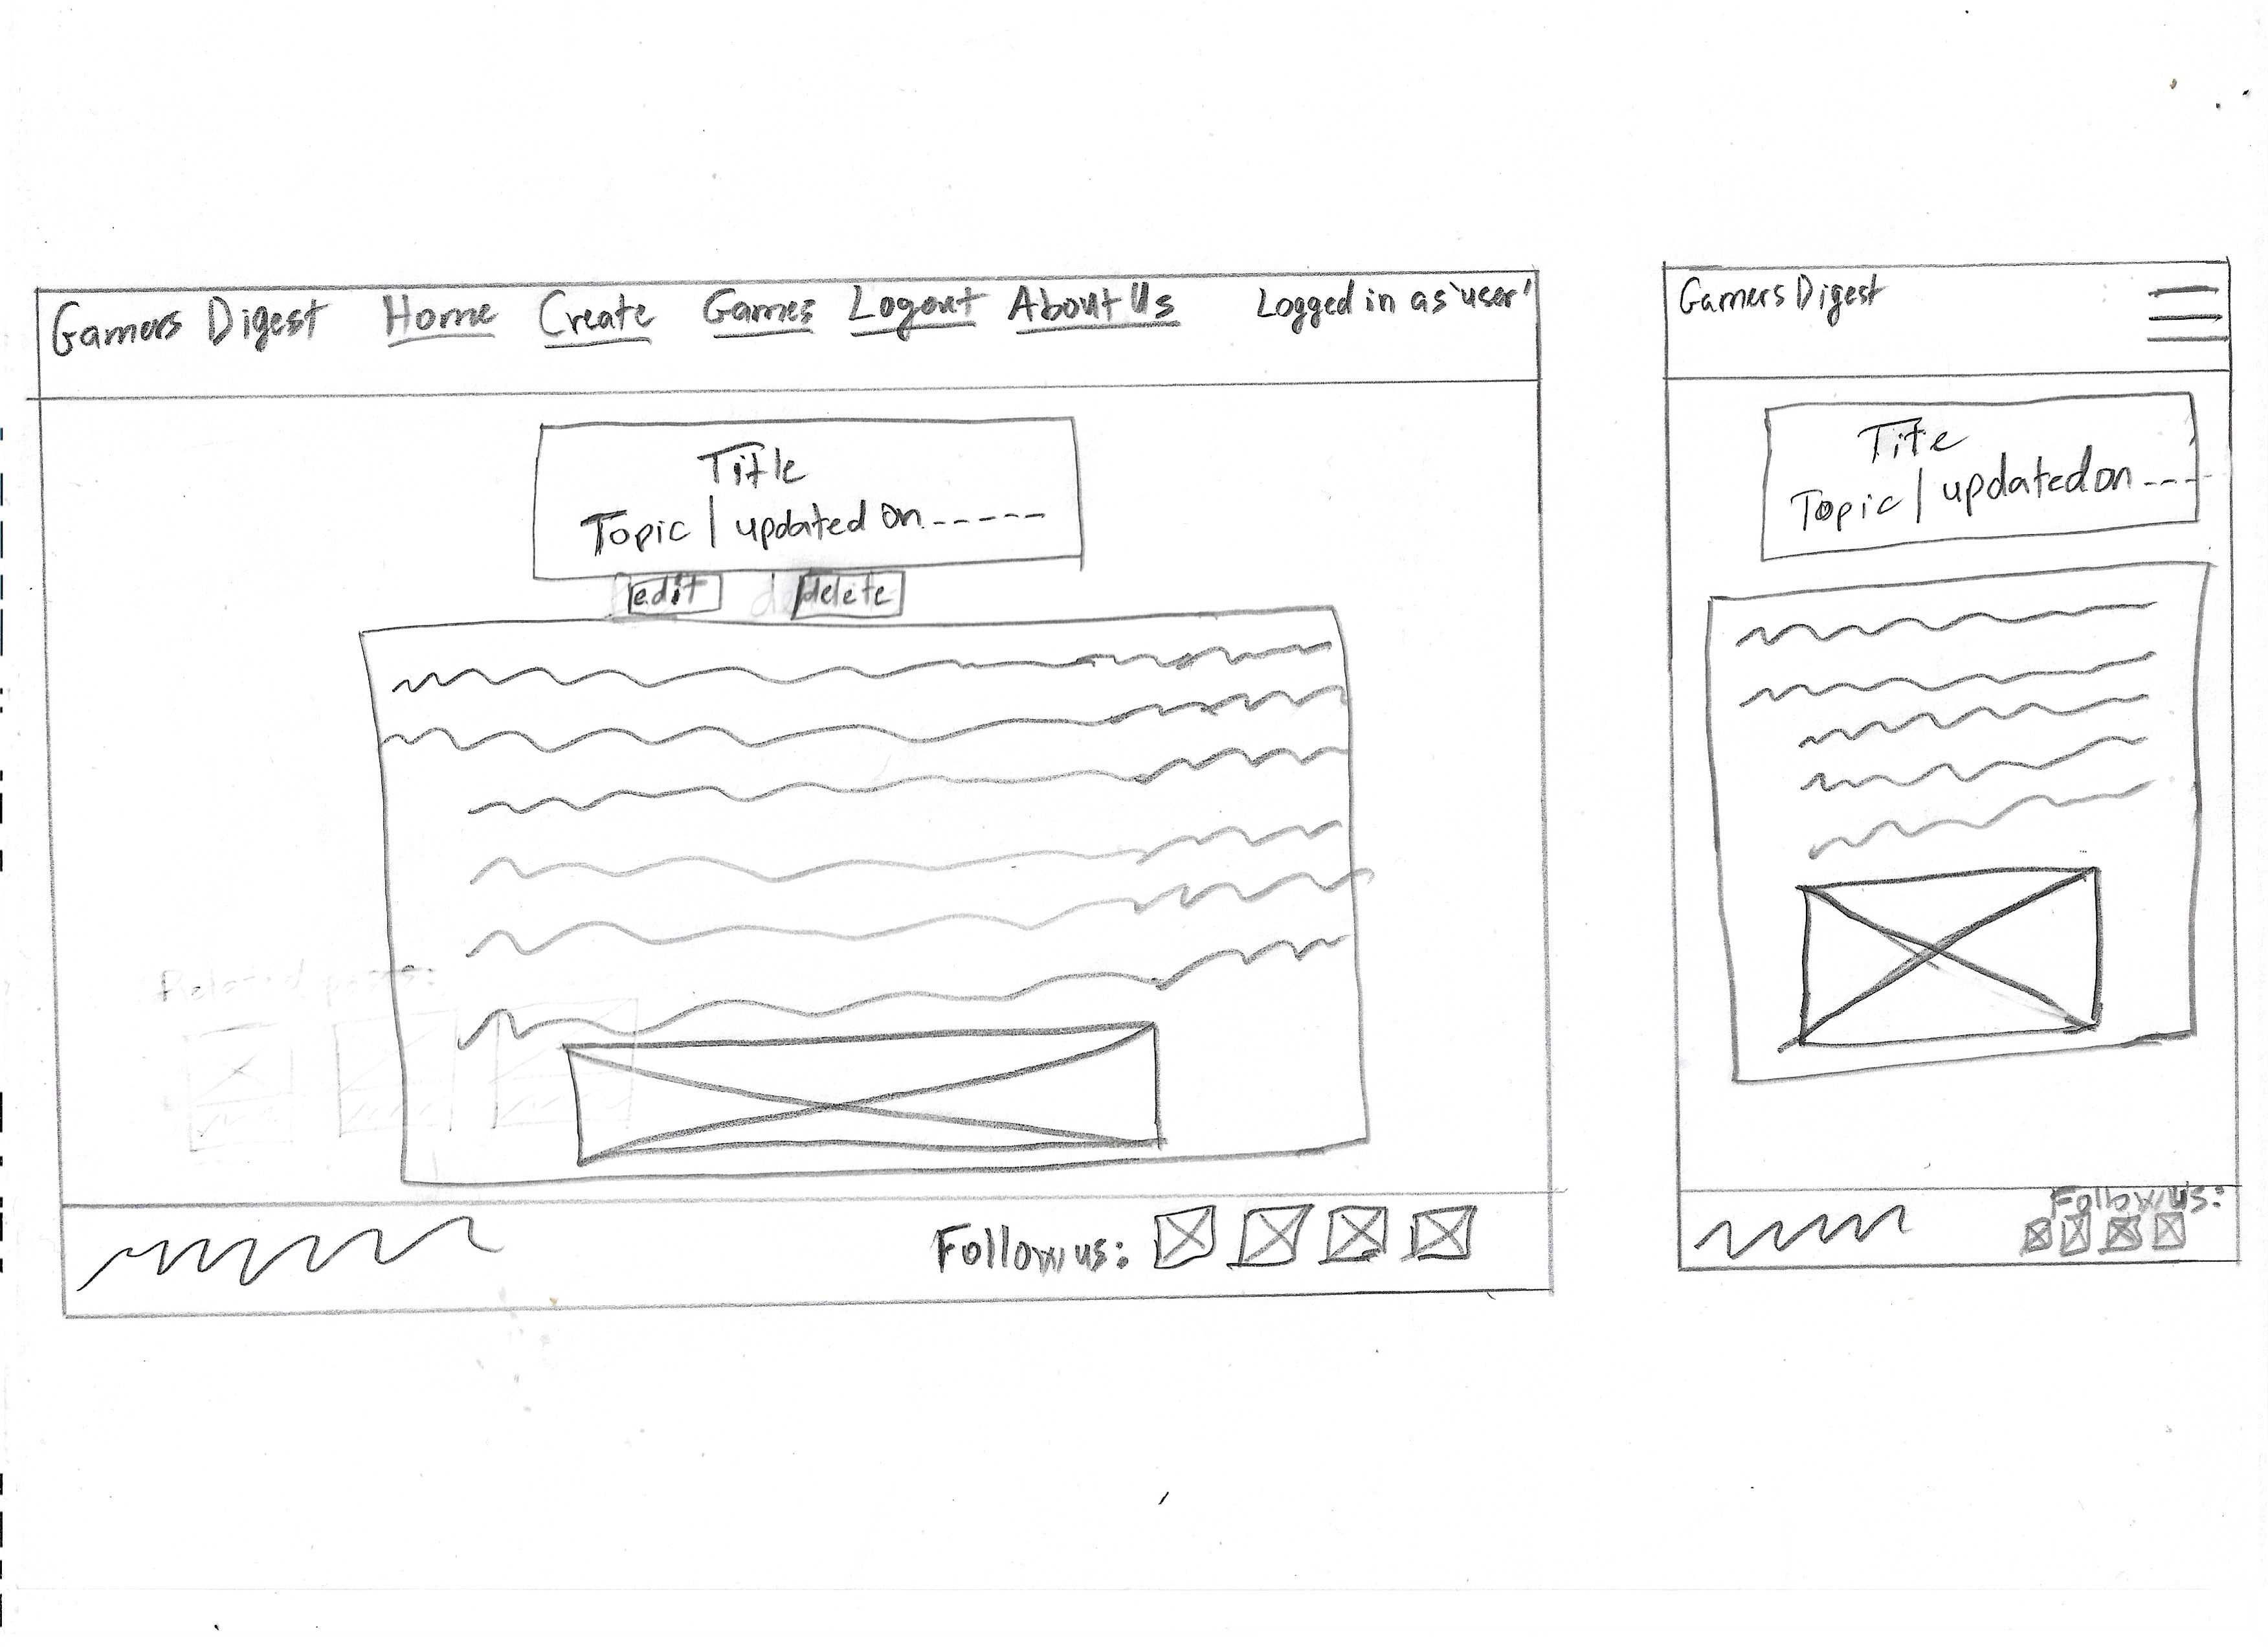 Gamers Digest Home Create Games Logout About Us Logged in as 'user'
Title
Topic | updated on -----
edit delete
Related posts:
Follow us:
Gamers Digest
Tite
Topic | updated on ----
Follow us: